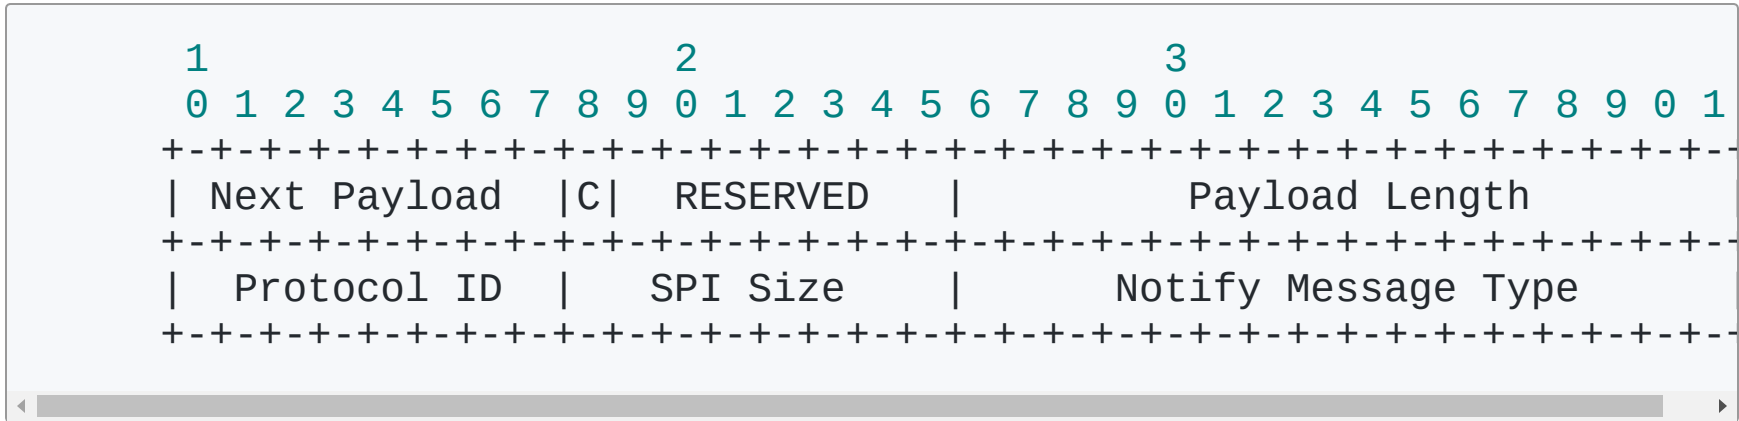 1                   2                   3
0 1 2 3 4 5 6 7 8 9 0 1 2 3 4 5 6 7 8 9 0 1 2 3 4 5 6 7 8 9 0 1
+-+-+-+-+-+-+-+-+-+-+-+-+-+-+-+-+-+-+-+-+-+-+-+-+-+-+-+-+-+-+-+-+
| Next Payload  |C|  RESERVED   |         Payload Length        |
+-+-+-+-+-+-+-+-+-+-+-+-+-+-+-+-+-+-+-+-+-+-+-+-+-+-+-+-+-+-+-+-+
|  Protocol ID  |   SPI Size    |      Notify Message Type      |
+-+-+-+-+-+-+-+-+-+-+-+-+-+-+-+-+-+-+-+-+-+-+-+-+-+-+-+-+-+-+-+-+